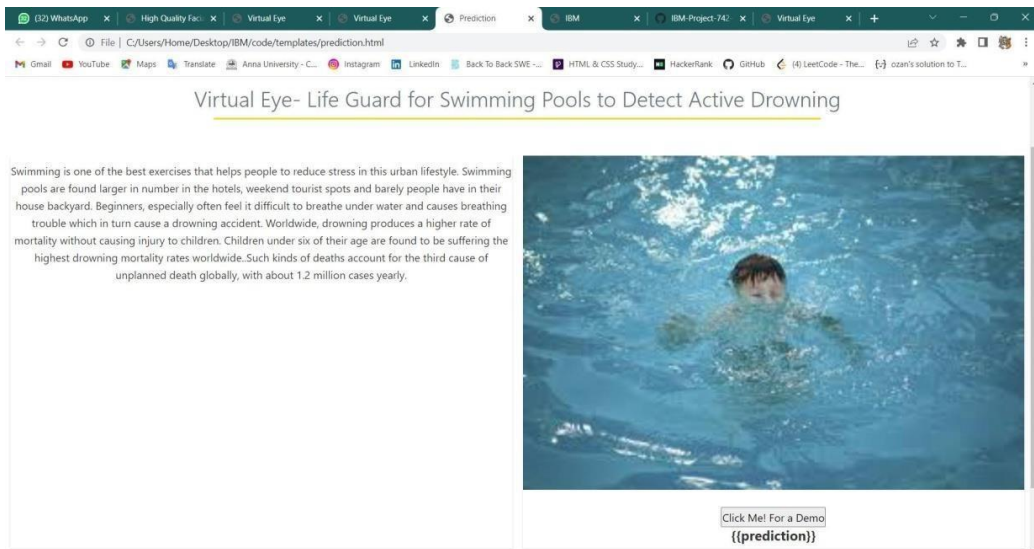 (32) WhatsApp
High Quality Faci
Virtual Eye
Virtual Eye
Prediction
IBM
IBM-Project-742
Virtual Eye
File | C:/Users/Home/Desktop/IBM/code/templates/prediction.html
Gmail
YouTube
Maps
Translate
Anna University - C...
Instagram
LinkedIn
Back To Back SWE -...
HTML & CSS Study...
HackerRank
GitHub
(4) LeetCode - The...
ozan's solution to T...
Virtual Eye- Life Guard for Swimming Pools to Detect Active Drowning
Swimming is one of the best exercises that helps people to reduce stress in this urban lifestyle. Swimming
pools are found larger in number in the hotels, weekend tourist spots and barely people have in their
house backyard. Beginners, especially often feel it difficult to breathe under water and causes breathing
trouble which in turn cause a drowning accident. Worldwide, drowning produces a higher rate of
mortality without causing injury to children. Children under six of their age are found to be suffering the
highest drowning mortality rates worldwide..Such kinds of deaths account for the third cause of
unplanned death globally, with about 1.2 million cases yearly.
Click Me! For a Demo
{{prediction}}